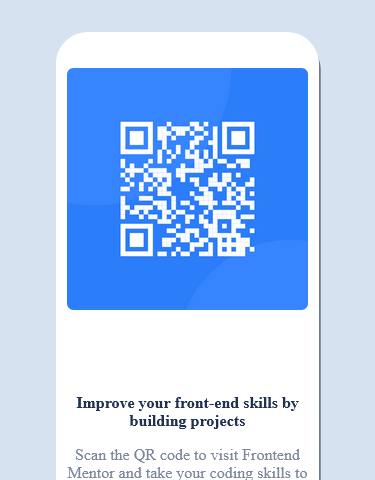 Improve your front-end skills by
building projects
Scan the QR code to visit Frontend
Mentor and take your coding skills to